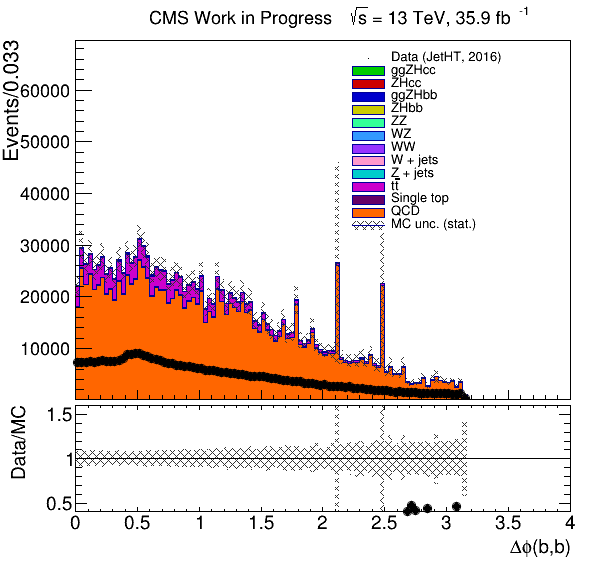 CMS Work in Progress √s = 13 TeV, 35.9 fb⁻¹
Events/0.033
60000
50000
40000
30000
20000
10000
Data (JetHT, 2016)
ggZHcc
ZHcc
ggZHbb
ZHbb
ZZ
WZ
WW
W + jets
Z + jets
tt̅
Single top
QCD
MC unc. (stat.)
Data/MC
1.5
1
0.5
0 0.5 1 1.5 2 2.5 3 3.5 4
Δϕ(b,b)